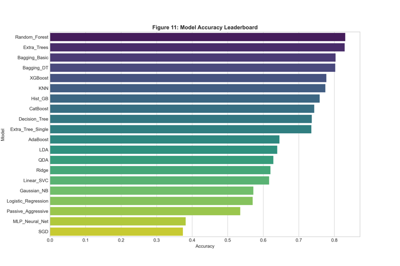 Figure 11: Model Accuracy Leaderboard
Random_Forest
Extra_Trees
Bagging_Basic
Bagging_DT
XGBoost
KNN
Hist_GB
CatBoost
Decision_Tree
Extra_Tree_Single
AdaBoost
LDA
QDA
Ridge
Linear_SVC
Gaussian_NB
Logistic_Regression
Passive_Aggressive
MLP_Neural_Net
SGD
Model
0.0 0.1 0.2 0.3 0.4 0.5 0.6 0.7 0.8
Accuracy